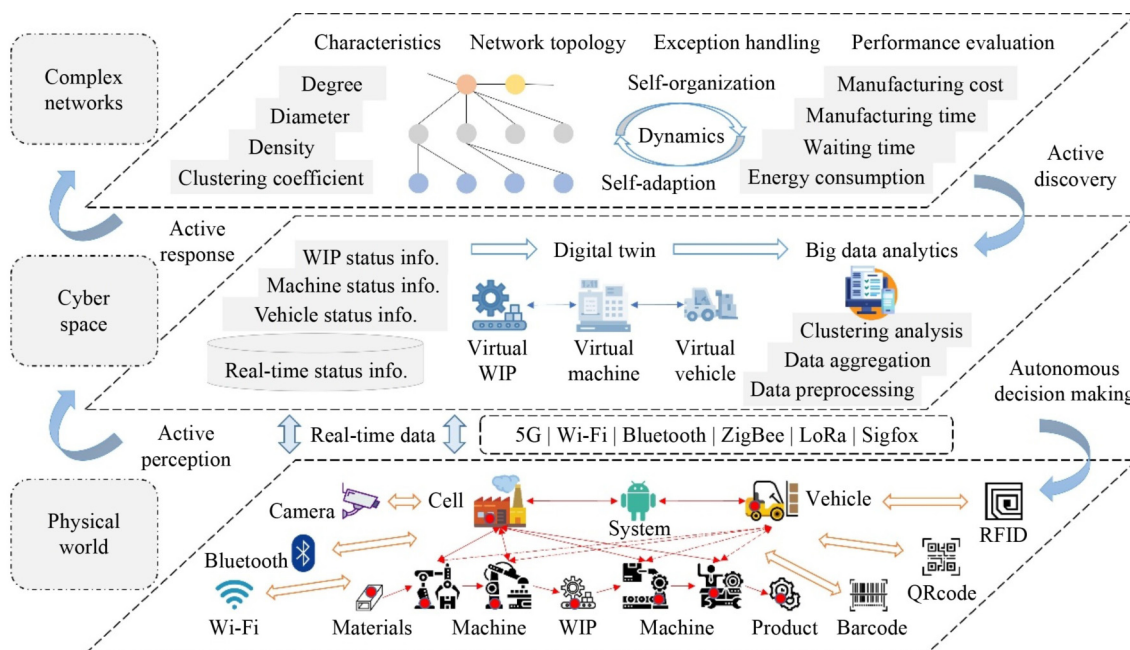 Complex
networks
Characteristics
Network topology
Exception handling
Performance evaluation
Degree
Diameter
Density
Clustering coefficient
Self-organization
Dynamics
Self-adaption
Manufacturing cost
Manufacturing time
Waiting time
Energy consumption
Active
discovery
Active
response
Cyber
space
WIP status info.
Machine status info.
Vehicle status info.
Real-time status info.
Digital twin
Big data analytics
Virtual
WIP
Virtual
machine
Virtual
vehicle
Clustering analysis
Data aggregation
Data preprocessing
Autonomous
decision making
Active
perception
Real-time data
5G | Wi-Fi | Bluetooth | ZigBee | LoRa | Sigfox
Physical
world
Camera
Cell
System
Vehicle
RFID
Bluetooth
QRcode
Wi-Fi
Materials
Machine
WIP
Machine
Product
Barcode